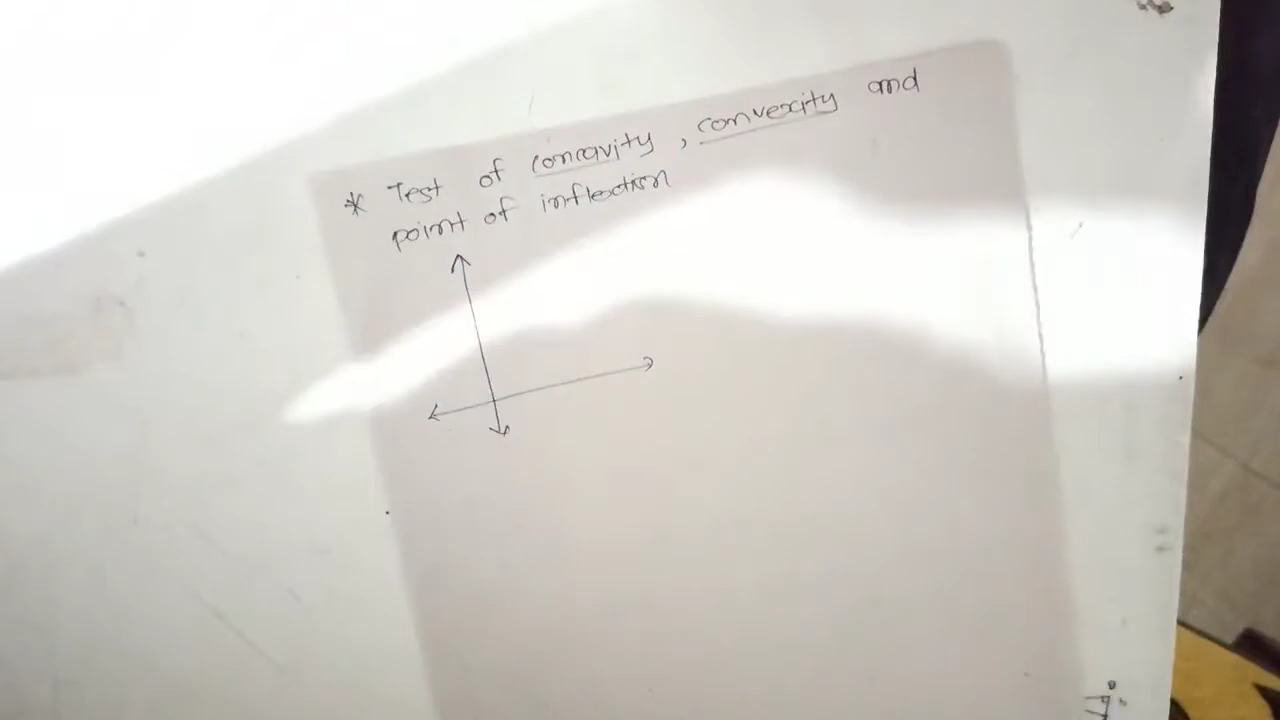 * Test of concavity, convexity and
point of inflection